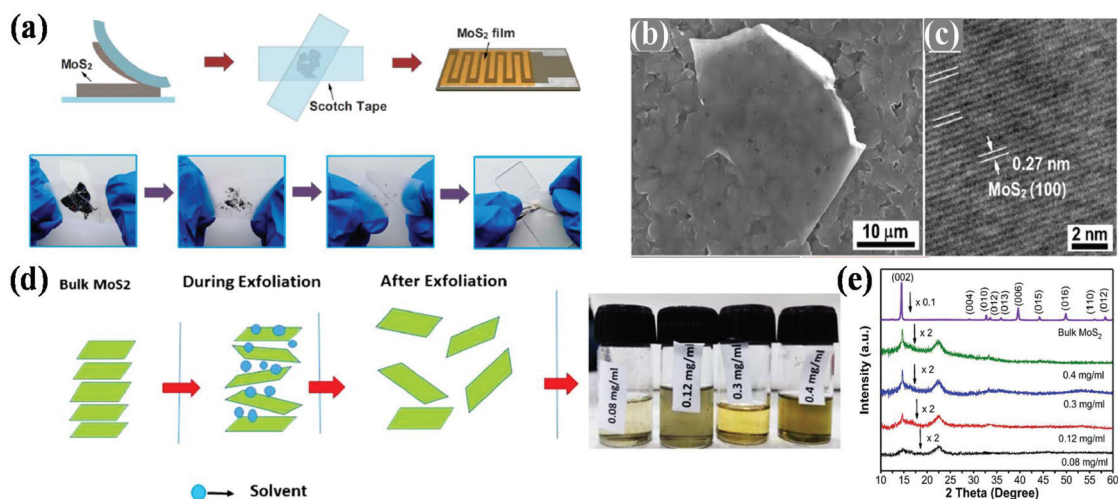 (a)
MoS₂
Scotch Tape
MoS₂ film
(b)
10 µm
(c)
0.27 nm
MoS₂ (100)
2 nm
(d)
Bulk MoS2
During Exfoliation
After Exfoliation
Solvent
0.08 mg/ml
0.12 mg/ml
0.3 mg/ml
0.4 mg/ml
(e)
Intensity (a.u.)
(002)
x 0.1
(004)
(010)
(012)
(013)
(006)
(015)
(016)
(110)
(012)
Bulk MoS₂
x 2
0.4 mg/ml
x 2
0.3 mg/ml
x 2
0.12 mg/ml
x 2
0.08 mg/ml
10 15 20 25 30 35 40 45 50 55 60
2 Theta (Degree)